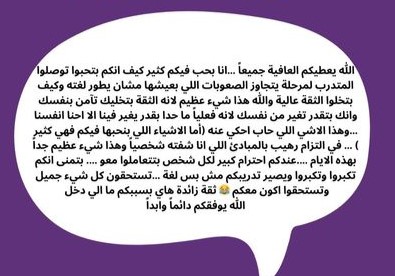 الله يعطيكم العافية جميعاً ...انا بحب فيكم كثير كيف انكم بتحبوا توصلوا
المتدرب لمرحلة يتجاوز الصعوبات اللي بعيشها مشان يطور لغته وكيف
بتخلوا الثقة عالية والله هذا شيء عظيم لانه الثقة بتخليك تآمن بنفسك
وانك بتقدر تغير من نفسك لانه فعلياً ما حدا بقدر يغير فينا الا احنا انفسنا
...وهذا الاشي اللي حاب احكي عنه (أما الاشياء اللي بنحبها فيكم فهي كثير
) ... في التزام رهيب بالمبادئ اللي انا شفته شخصياً وهذا شيء عظيم جداً
بهذه الايام ....عندكم احترام كبير لكل شخص بتتعاملوا معو .... بتمنى انكم
تكبروا وتكبروا ويصير تدريبكم مش بس لغة ...تستحقون كل شيء جميل
وتستحقوا اكون معكم 😂 ثقة زائدة هاي بسببكم ما الي دخل
الله يوفقكم دائماً وابداً